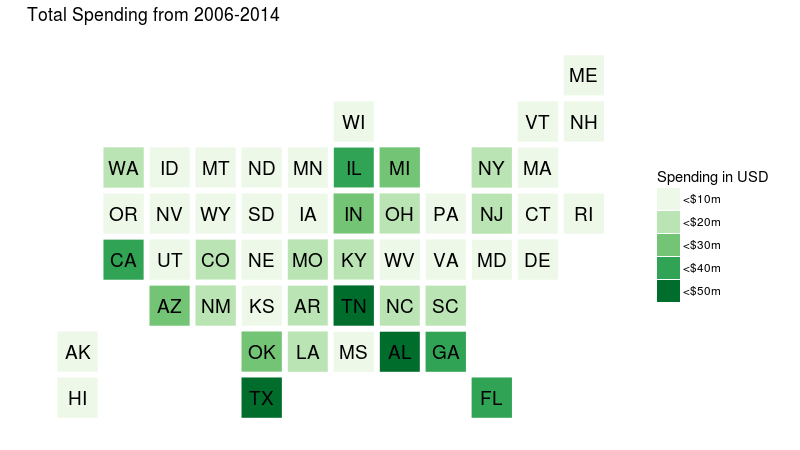 Total Spending from 2006-2014
ME
WI VT NH
WA ID MT ND MN IL MI NY MA
OR NV WY SD IA IN OH PA NJ CT RI
CA UT CO NE MO KY WV VA MD DE
AZ NM KS AR TN NC SC
AK OK LA MS AL GA
HI TX FL
Spending in USD
<$10m
<$20m
<$30m
<$40m
<$50m